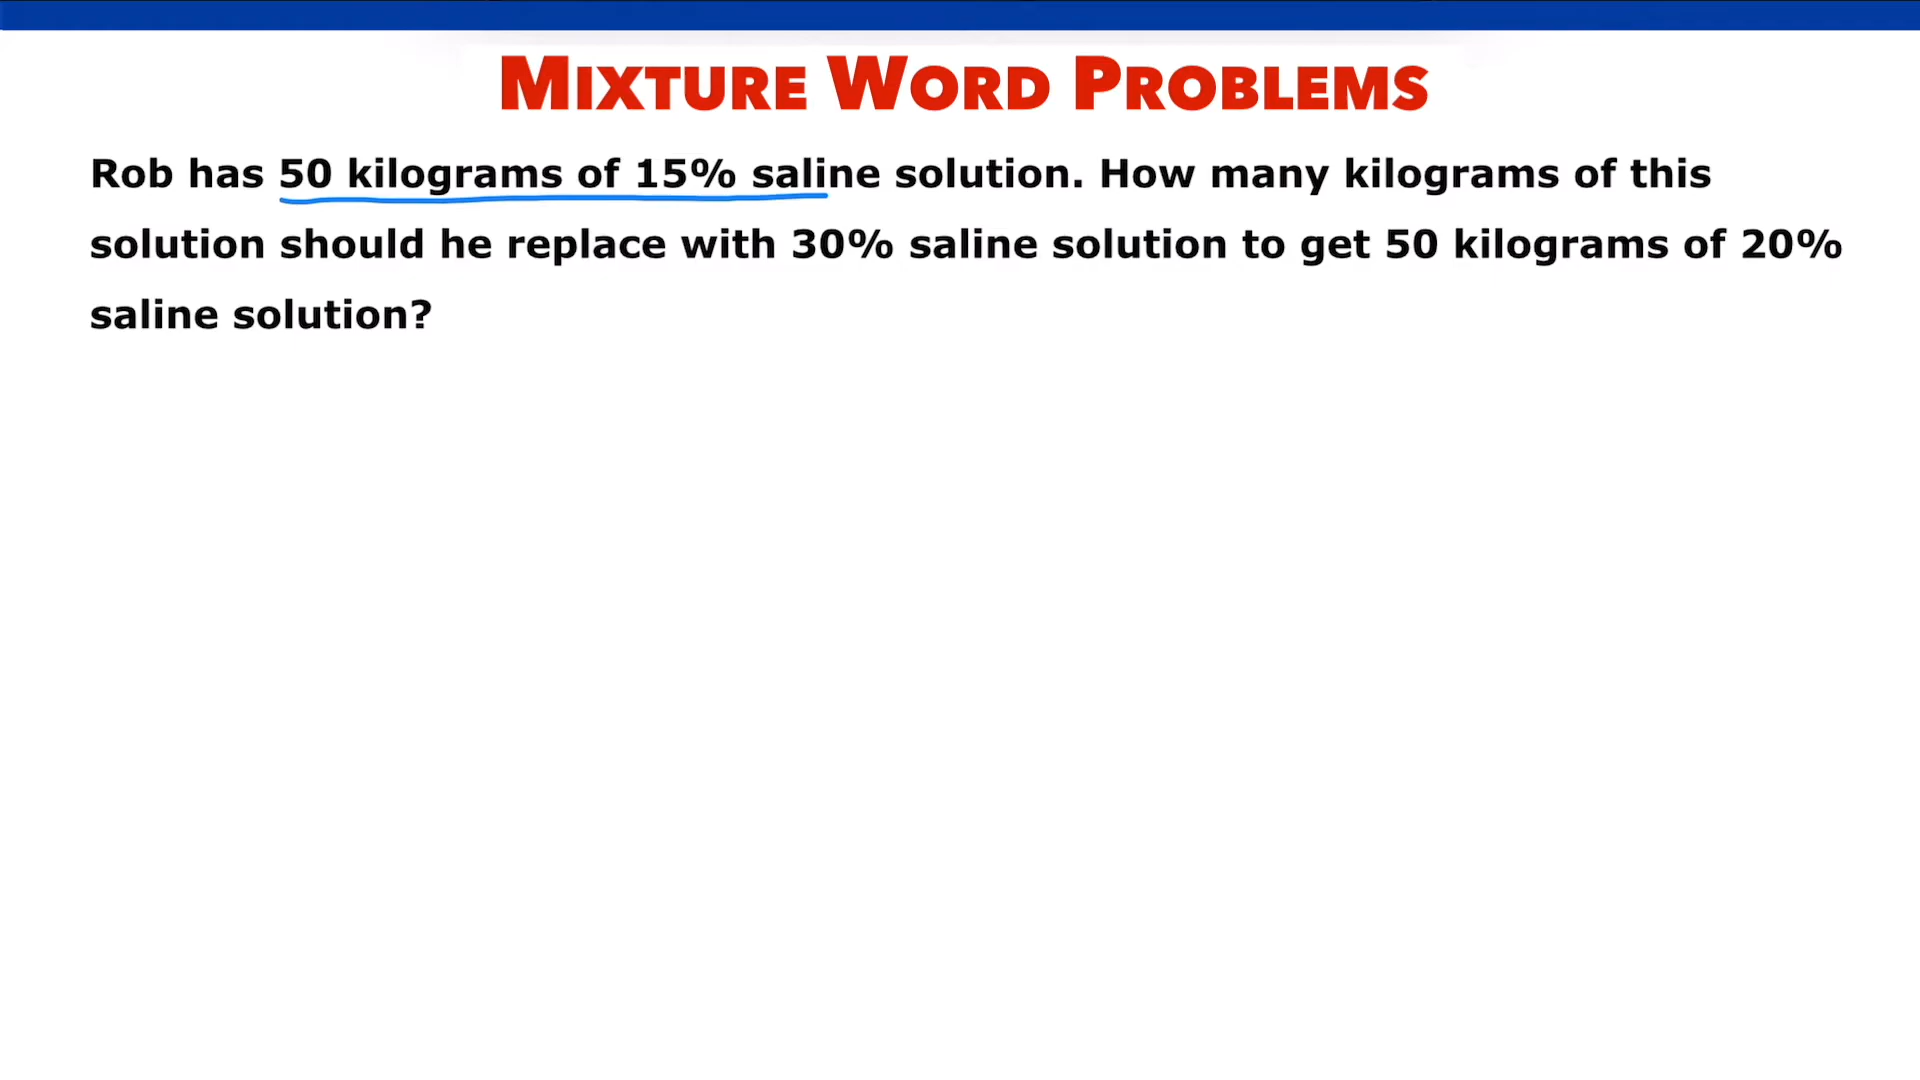 MIXTURE WORD PROBLEMS
Rob has 50 kilograms of 15% saline solution. How many kilograms of this
solution should he replace with 30% saline solution to get 50 kilograms of 20%
saline solution?